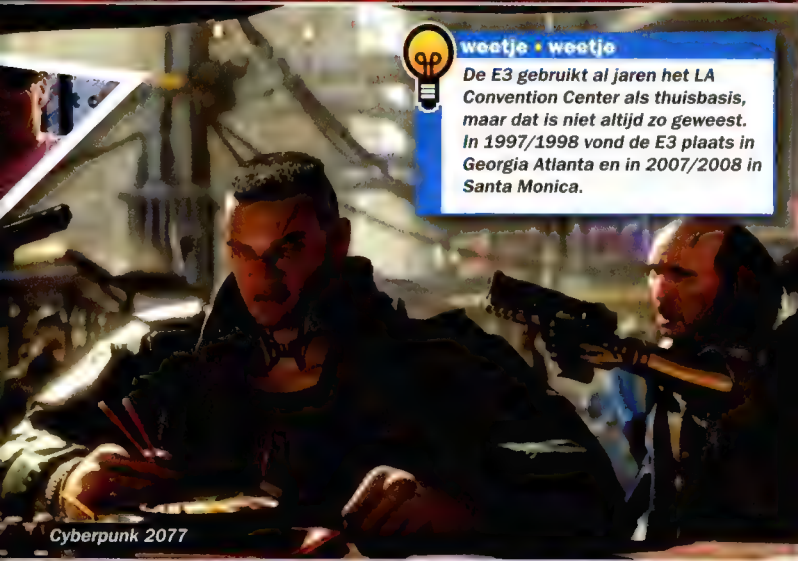 weetje • weetje
De E3 gebruikt al jaren het LA
Convention Center als thuisbasis,
maar dat is niet altijd zo geweest.
In 1997/1998 vond de E3 plaats in
Georgia Atlanta en in 2007/2008 in
Santa Monica.
Cyberpunk 2077